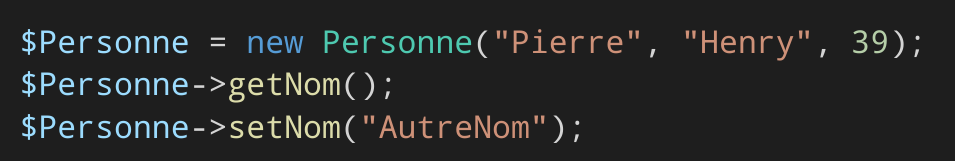 $Personne = new Personne("Pierre", "Henry", 39);
$Personne->getNom();
$Personne->setNom("AutreNom");